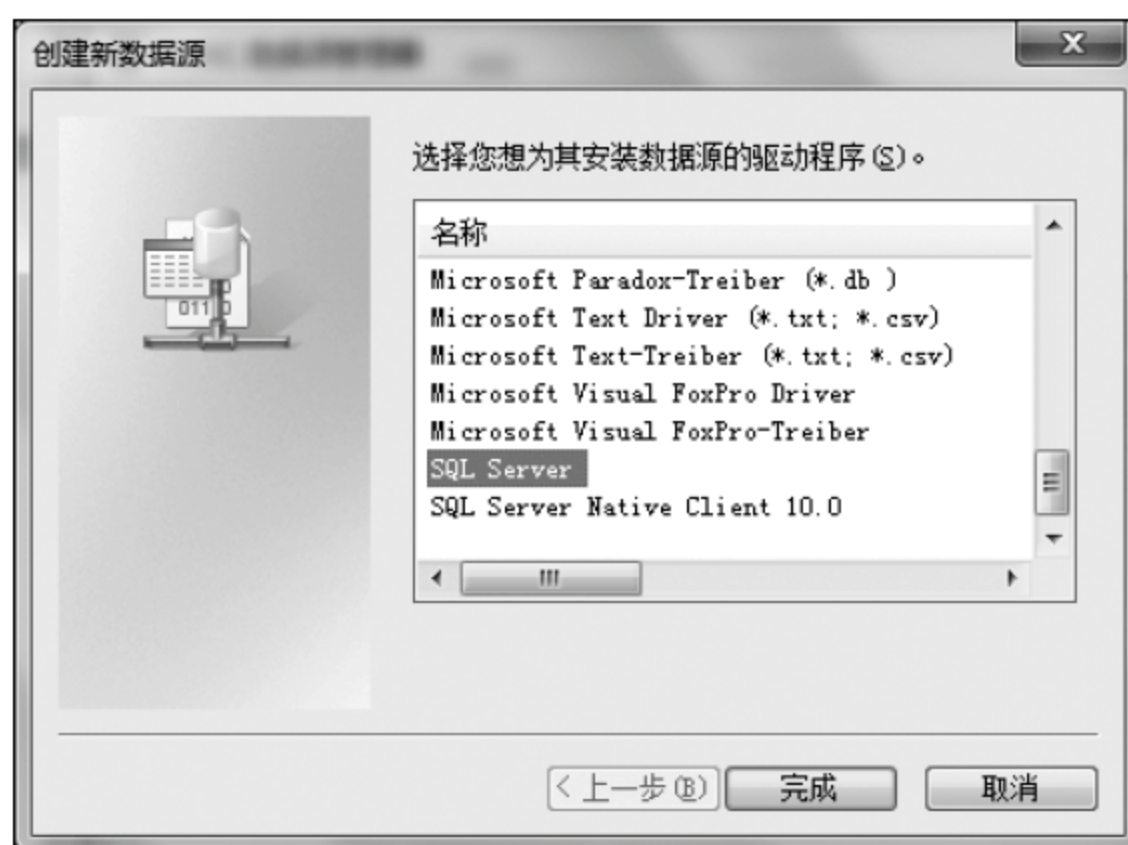 创建新数据源
选择您想为其安装数据源的驱动程序(S)。
名称
Microsoft Paradox-Treiber (*.db )
Microsoft Text Driver (*.txt; *.csv)
Microsoft Text-Treiber (*.txt; *.csv)
Microsoft Visual FoxPro Driver
Microsoft Visual FoxPro-Treiber
SQL Server
SQL Server Native Client 10.0
011
<上一步(B) 完成 取消